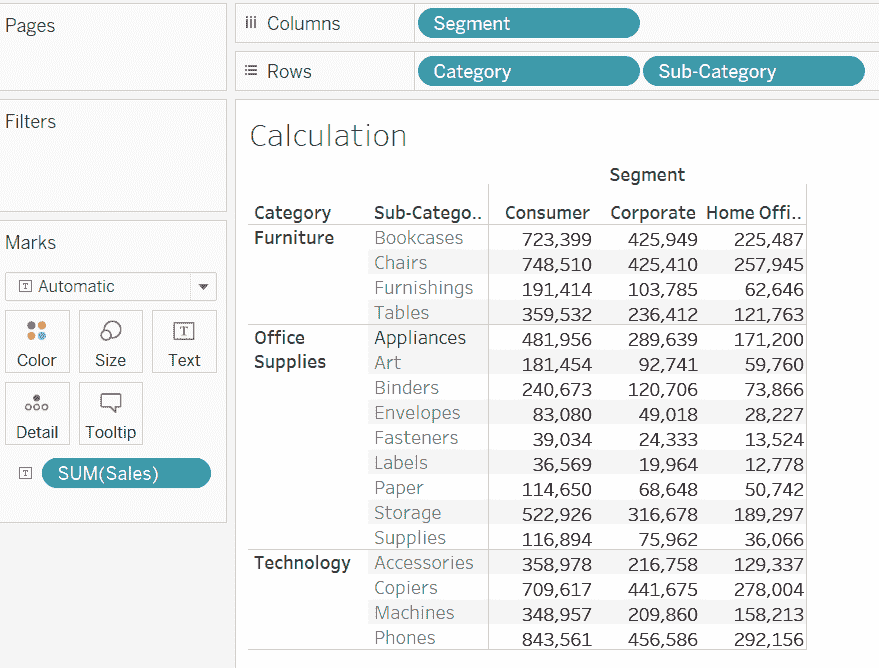 Pages
Columns Segment
Rows Category Sub-Category
Filters
Marks
T Automatic
Color Size T Text
Detail Tooltip
T SUM(Sales)
Calculation
Segment
Category Sub-Catego.. Consumer Corporate Home Offi..
Furniture Bookcases 723,399 425,949 225,487
Chairs 748,510 425,410 257,945
Furnishings 191,414 103,785 62,646
Tables 359,532 236,412 121,763
Office Appliances 481,956 289,639 171,200
Supplies Art 181,454 92,741 59,760
Binders 240,673 120,706 73,866
Envelopes 83,080 49,018 28,227
Fasteners 39,034 24,333 13,524
Labels 36,569 19,964 12,778
Paper 114,650 68,648 50,742
Storage 522,926 316,678 189,297
Supplies 116,894 75,962 36,066
Technology Accessories 358,978 216,758 129,337
Copiers 709,617 441,675 278,004
Machines 348,957 209,860 158,213
Phones 843,561 456,586 292,156